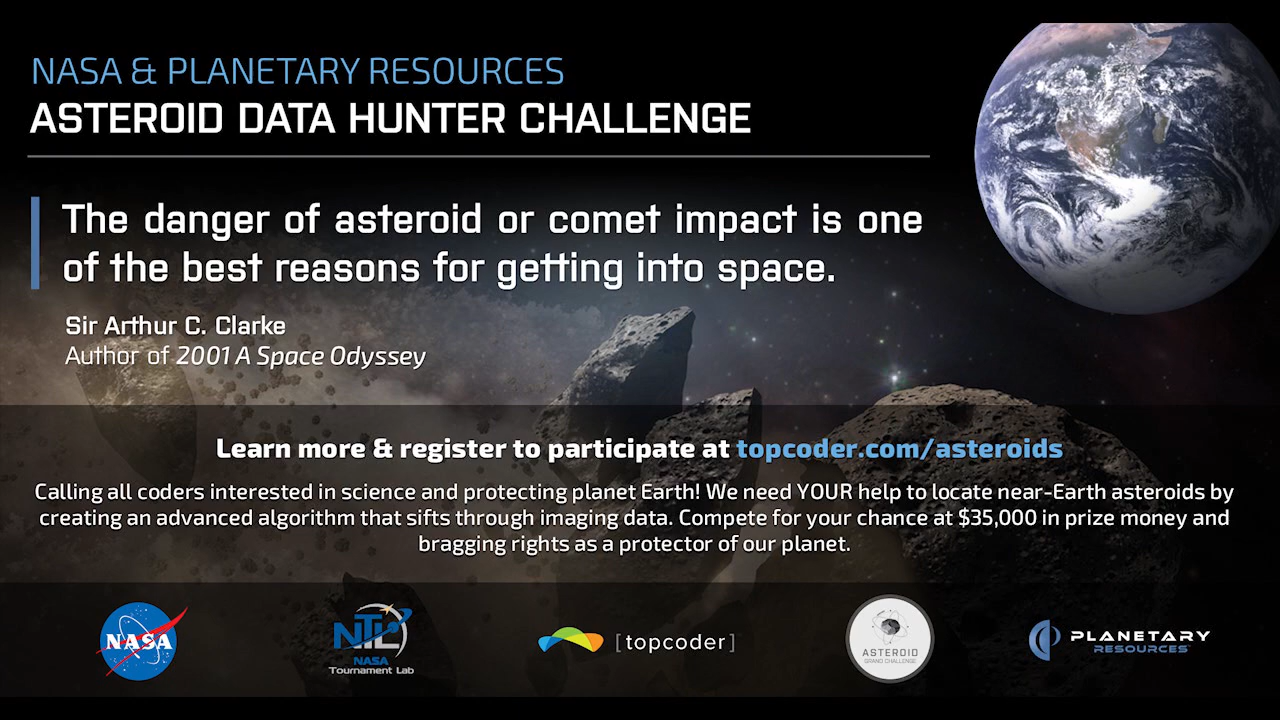 NASA & PLANETARY RESOURCES
ASTEROID DATA HUNTER CHALLENGE
The danger of asteroid or comet impact is one
of the best reasons for getting into space.
Sir Arthur C. Clarke
Author of 2001 A Space Odyssey
Learn more & register to participate at topcoder.com/asteroids
Calling all coders interested in science and protecting planet Earth! We need YOUR help to locate near-Earth asteroids by
creating an advanced algorithm that sifts through imaging data. Compete for your chance at $35,000 in prize money and
bragging rights as a protector of our planet.
NASA
NTL
NASA
Tournament Lab
[topcoder]
ASTEROID
GRAND CHALLENGE
PLANETARY
RESOURCES